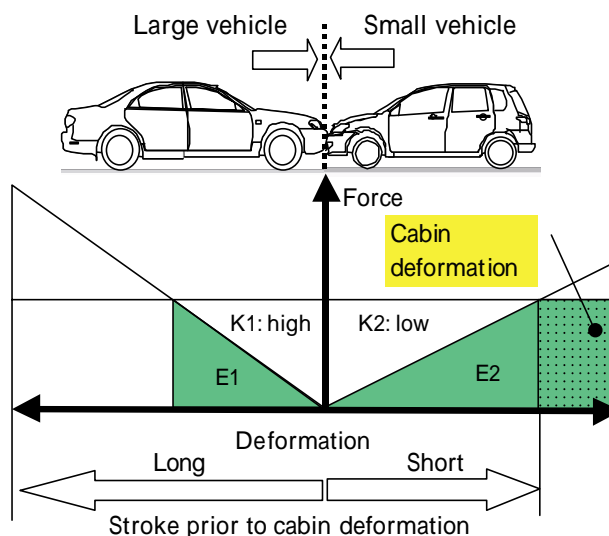 Large vehicle
Small vehicle
Force
Cabin
deformation
K1: high
K2: low
E1
E2
Deformation
Long
Short
Stroke prior to cabin deformation